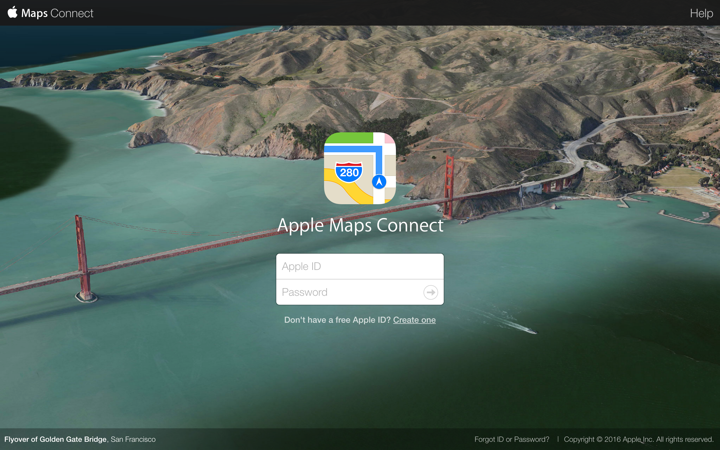 Maps Connect
Help
280
Apple Maps Connect
Apple ID
Password
Don't have a free Apple ID? Create one
Flyover of Golden Gate Bridge, San Francisco
Forgot ID or Password? | Copyright © 2016 Apple Inc. All rights reserved.